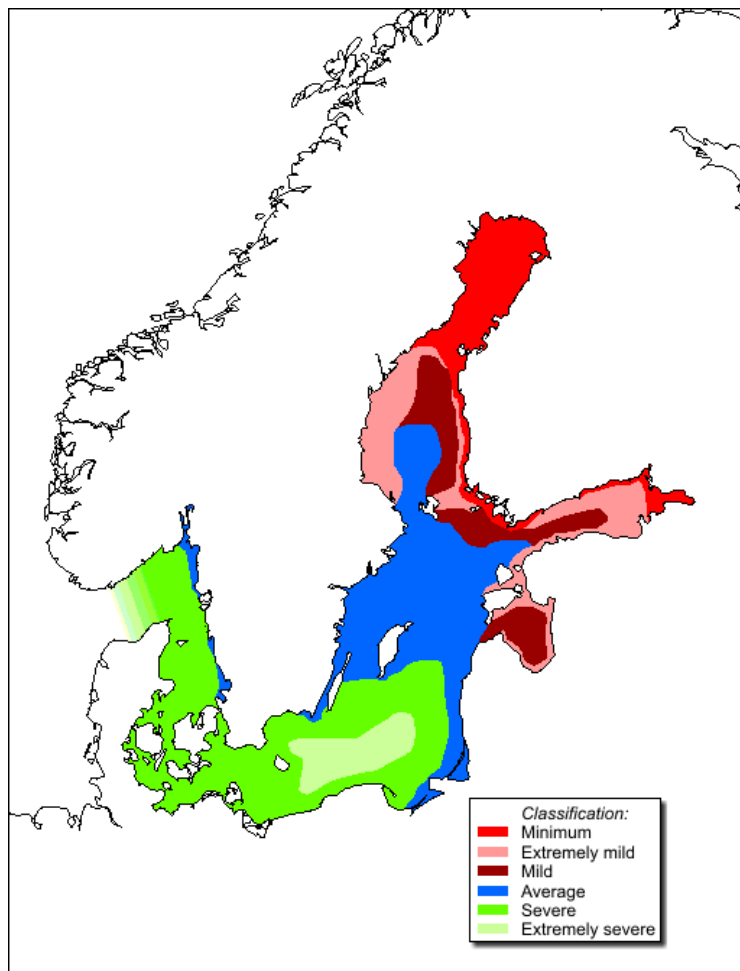 Classification:
Minimum
Extremely mild
Mild
Average
Severe
Extremely severe